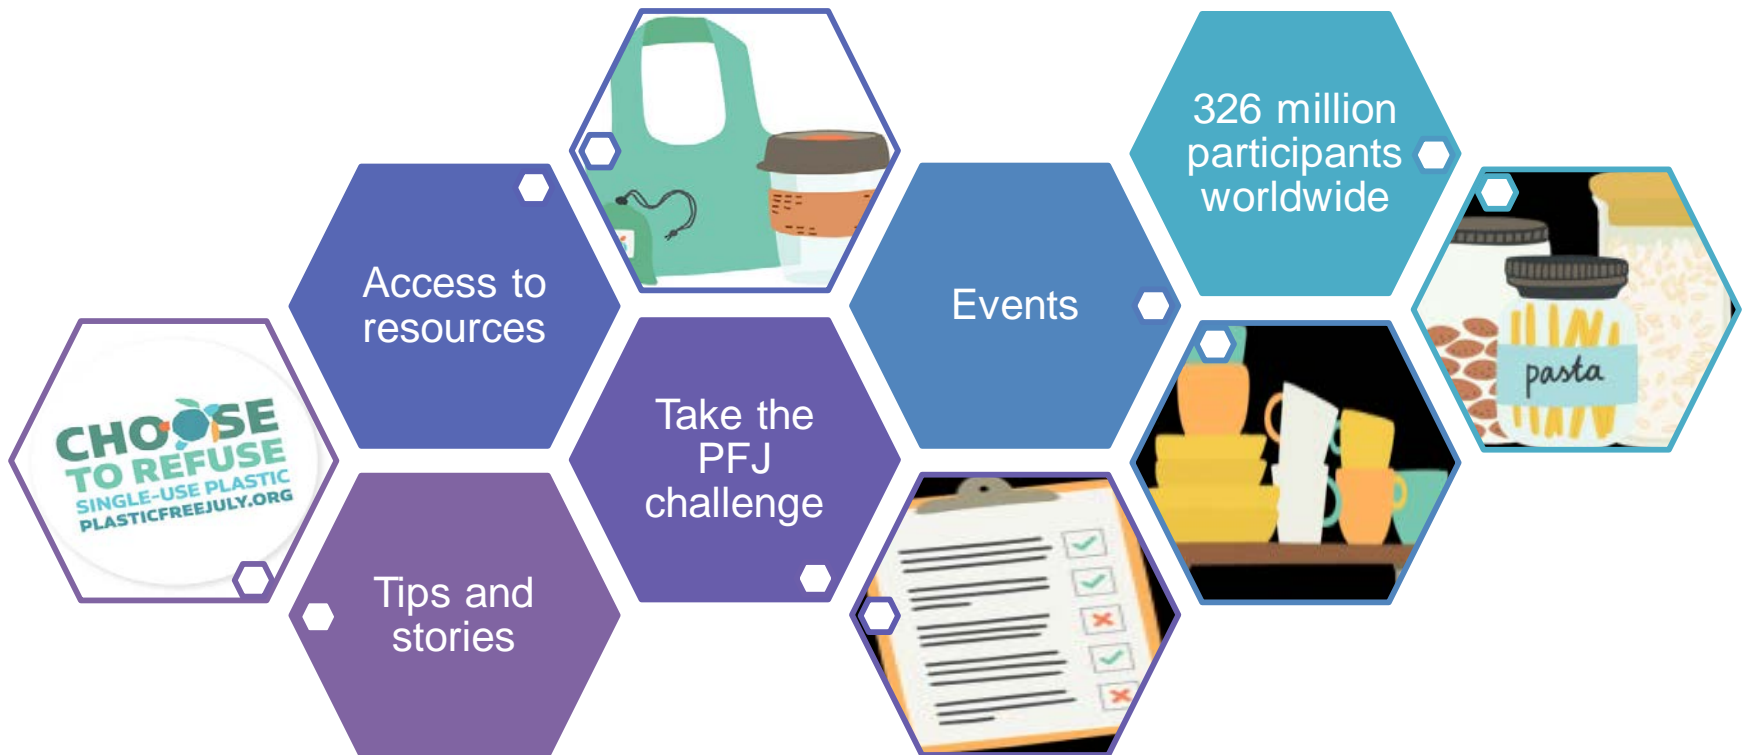 CHOOSE
TO REFUSE
SINGLE-USE PLASTIC
PLASTICFREEJULY.ORG
Access to
resources
Tips and
stories
Take the
PFJ
challenge
Events
326 million
participants
worldwide
pasta